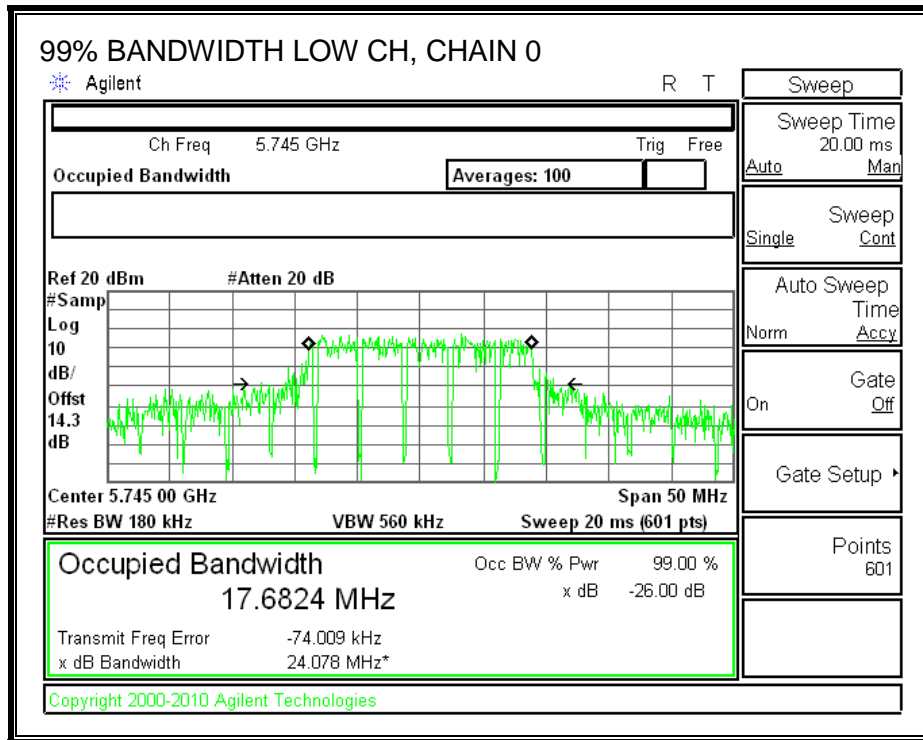 99% BANDWIDTH LOW CH, CHAIN 0
Agilent R T
Ch Freq 5.745 GHz Trig Free
Occupied Bandwidth Averages: 100
Ref 20 dBm #Atten 20 dB
#Samp
Log
10
dB/
Offst
14.3
dB
Center 5.745 00 GHz Span 50 MHz
#Res BW 180 kHz VBW 560 kHz Sweep 20 ms (601 pts)
Occupied Bandwidth Occ BW % Pwr 99.00 %
17.6824 MHz x dB -26.00 dB
Transmit Freq Error -74.009 kHz
x dB Bandwidth 24.078 MHz*
Copyright 2000-2010 Agilent Technologies
Sweep
Sweep Time
20.00 ms
Auto Man
Sweep
Single Cont
Auto Sweep
Time
Norm Accy
Gate
On Off
Gate Setup
Points
601